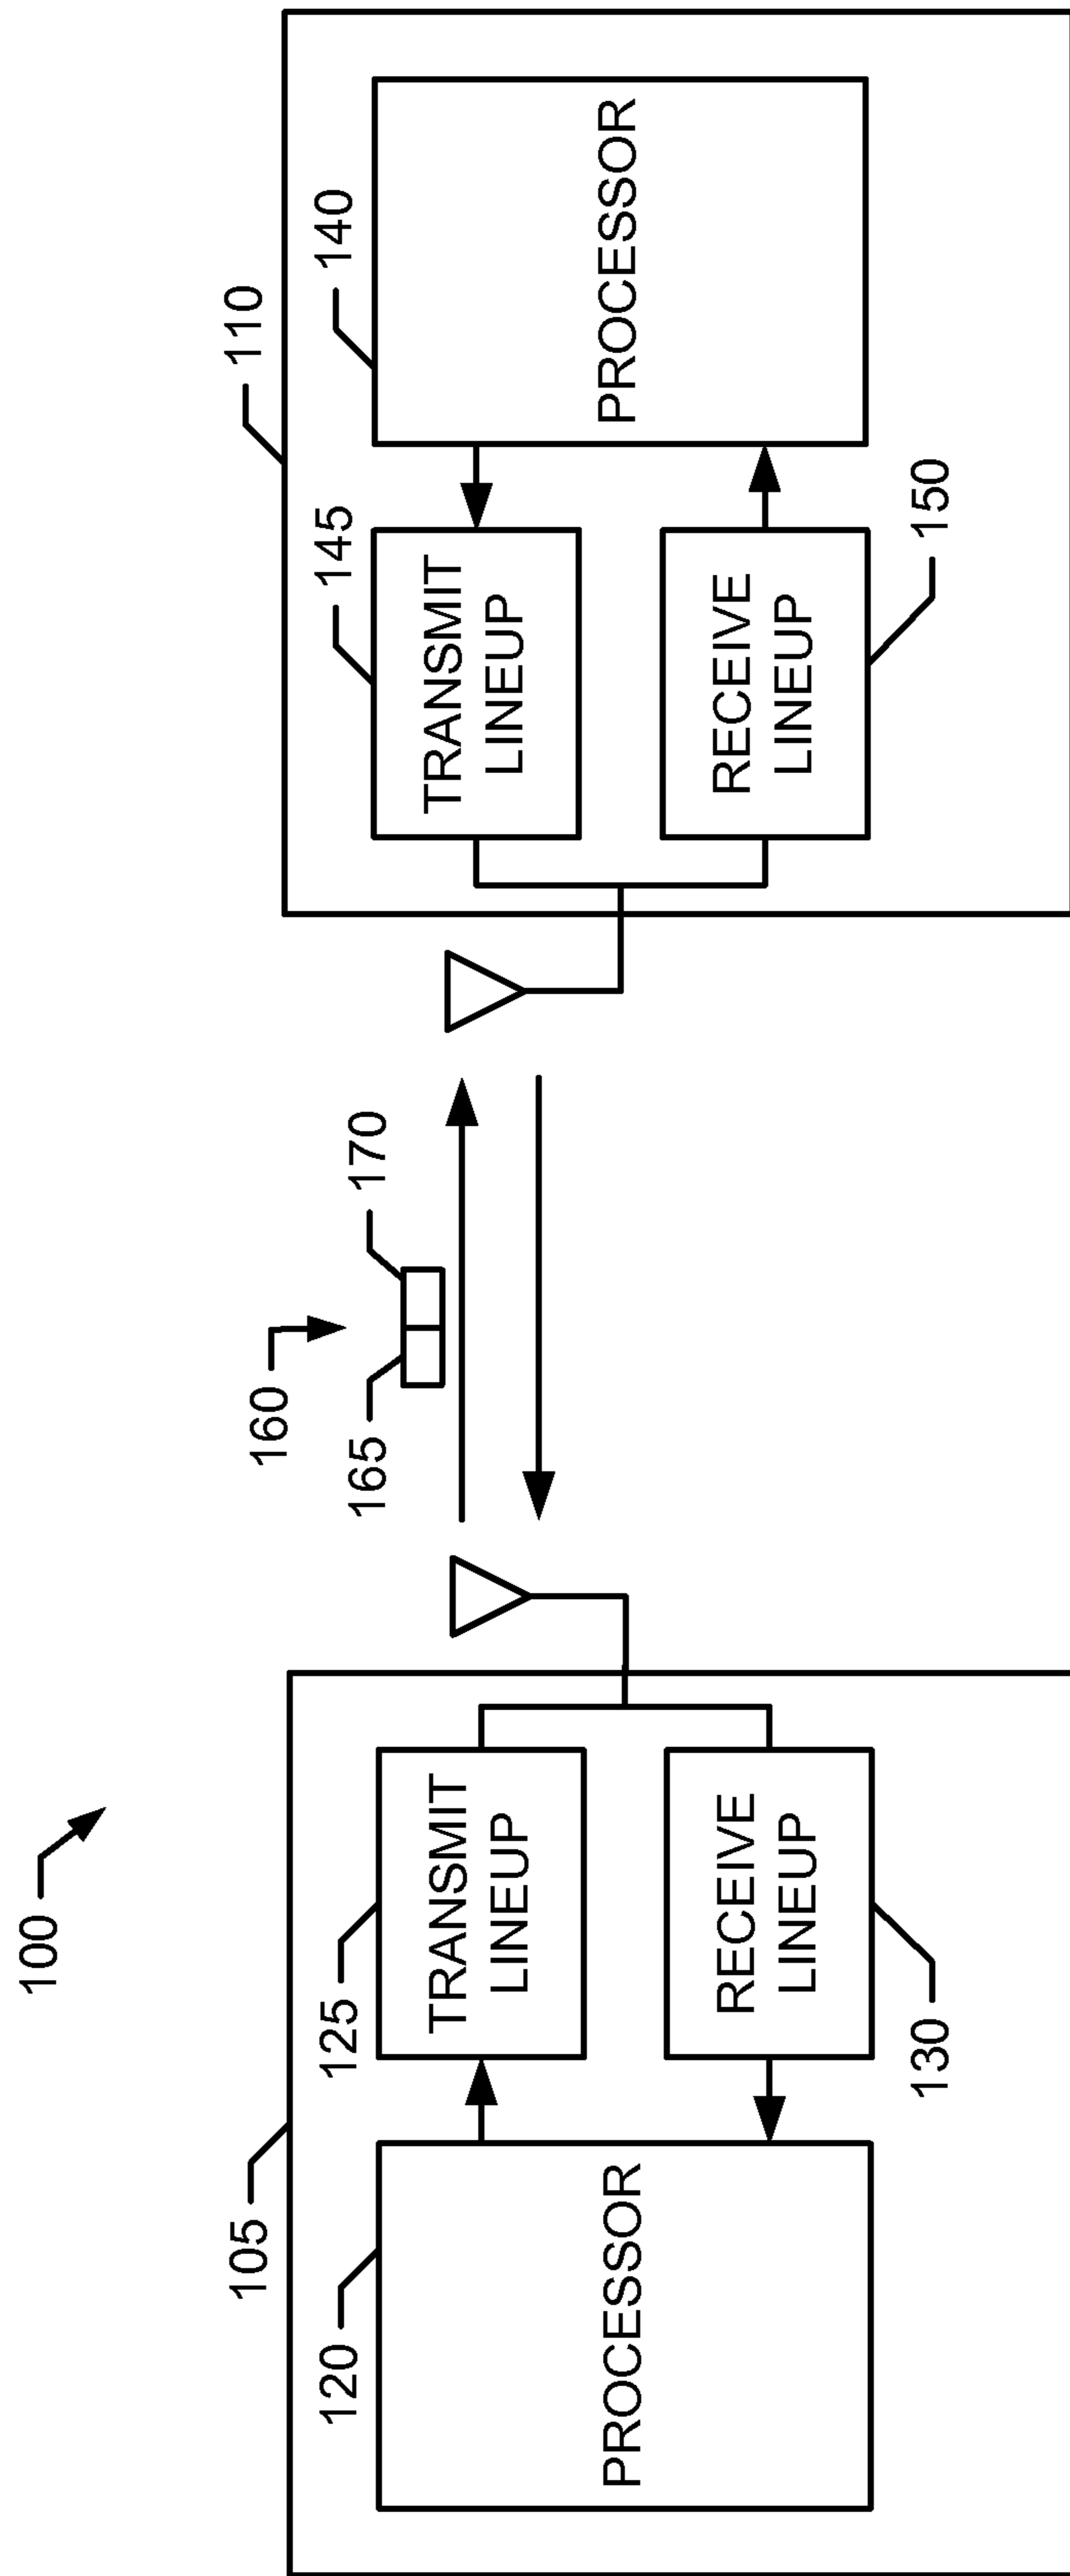 100
105
120
PROCESSOR
125
TRANSMIT
LINEUP
RECEIVE
LINEUP
130
160
165
170
110
145
TRANSMIT
LINEUP
RECEIVE
LINEUP
150
140
PROCESSOR